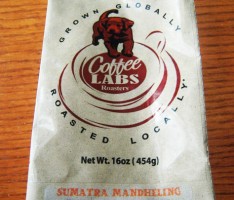 GROWN GLOBALLY
Coffee
LABS
Roasters
ROASTED LOCALLY
Net Wt. 16oz ( 454g)
SUMATRA MANDHELING